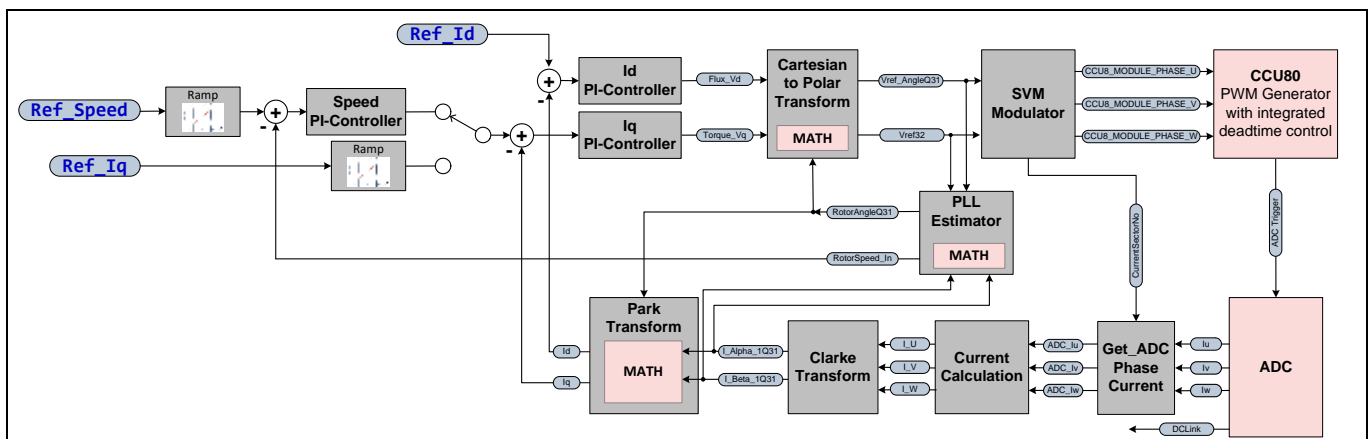 Ref_Id
Ref_Speed
Ramp
Speed
PI-Controller
Ref_Iq
Ramp
-
-
-
Id
PI-Controller
Iq
PI-Controller
Flux_Vd
Torque_Vq
Cartesian
to Polar
Transform
MATH
Vref_AngleQ31
Vref32
SVM
Modulator
CCU8_MODULE_PHASE_U
CCU8_MODULE_PHASE_V
CCU8_MODULE_PHASE_W
CCU80
PWM Generator
with integrated
deadtime control
PLL
Estimator
MATH
RotorAngleQ31
RotorSpeed_In
CurrentSectorNo
ADC Trigger
Park
Transform
MATH
Id
Iq
I_Alpha_1Q31
I_Beta_1Q31
Clarke
Transform
I_U
I_V
I_W
Current
Calculation
ADC_Iu
ADC_Iv
ADC_Iw
Get_ADC
Phase
Current
Iu
Iv
Iw
ADC
DCLink